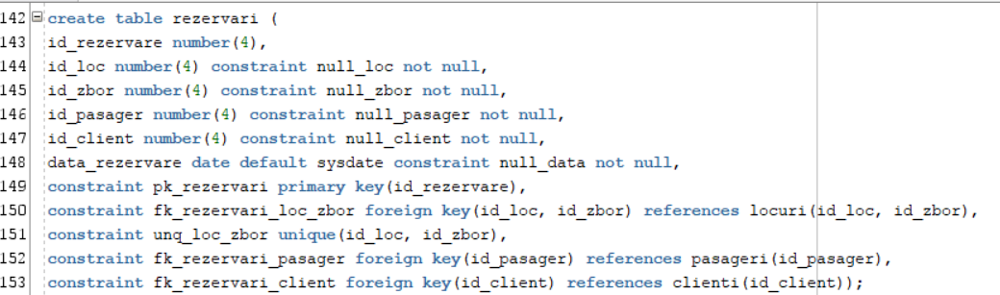 142 create table rezervari (
143 id_rezervare number(4),
144 id_loc number(4) constraint null_loc not null,
145 id_zbor number(4) constraint null_zbor not null,
146 id_pasager number(4) constraint null_pasager not null,
147 id_client number(4) constraint null_client not null,
148 data_rezervare date default sysdate constraint null_data not null,
149 constraint pk_rezervari primary key(id_rezervare),
150 constraint fk_rezervari_loc_zbor foreign key(id_loc, id_zbor) references locuri(id_loc, id_zbor),
151 constraint unq_loc_zbor unique(id_loc, id_zbor),
152 constraint fk_rezervari_pasager foreign key(id_pasager) references pasageri(id_pasager),
153 constraint fk_rezervari_client foreign key(id_client) references clienti(id_client));